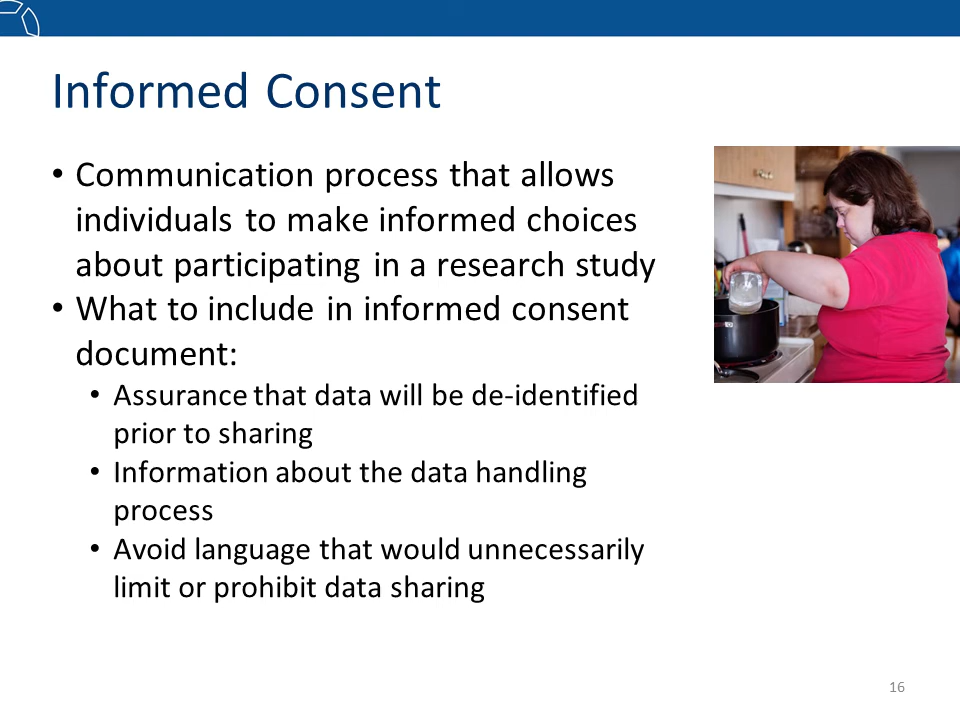 Informed Consent
• Communication process that allows
individuals to make informed choices
about participating in a research study
• What to include in informed consent
document:
• Assurance that data will be de-identified
prior to sharing
• Information about the data handling
process
• Avoid language that would unnecessarily
limit or prohibit data sharing
16